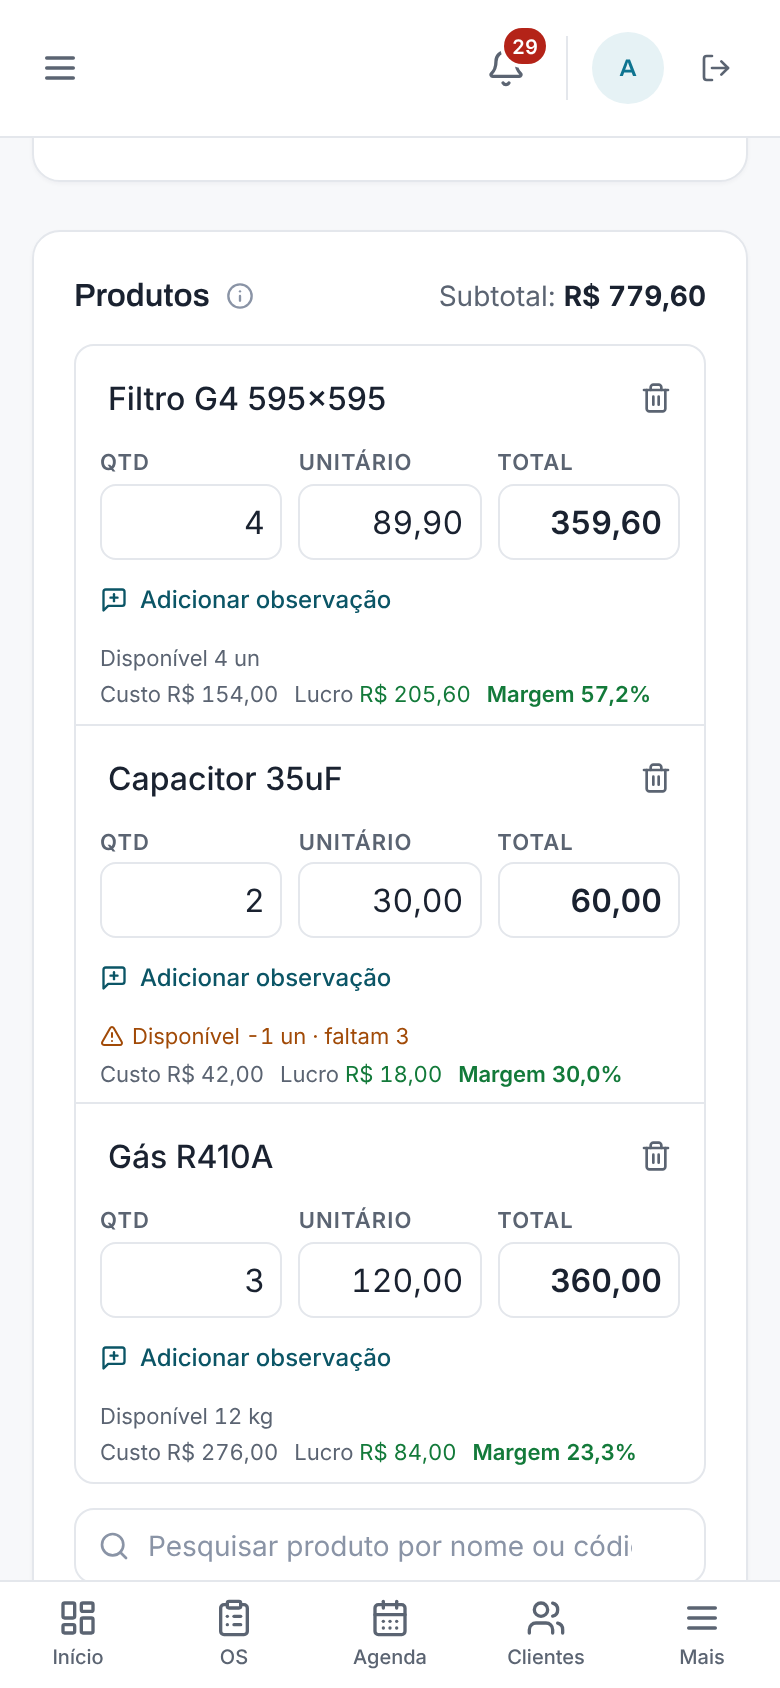 29
A
Produtos Subtotal: R$ 779,60
Filtro G4 595×595
QTD UNITÁRIO TOTAL
4 89,90 359,60
Adicionar observação
Disponível 4 un
Custo R$ 154,00 Lucro R$ 205,60 Margem 57,2%
Capacitor 35uF
QTD UNITÁRIO TOTAL
2 30,00 60,00
Adicionar observação
Disponível -1 un · faltam 3
Custo R$ 42,00 Lucro R$ 18,00 Margem 30,0%
Gás R410A
QTD UNITÁRIO TOTAL
3 120,00 360,00
Adicionar observação
Disponível 12 kg
Custo R$ 276,00 Lucro R$ 84,00 Margem 23,3%
Pesquisar produto por nome ou códi
Início OS Agenda Clientes Mais